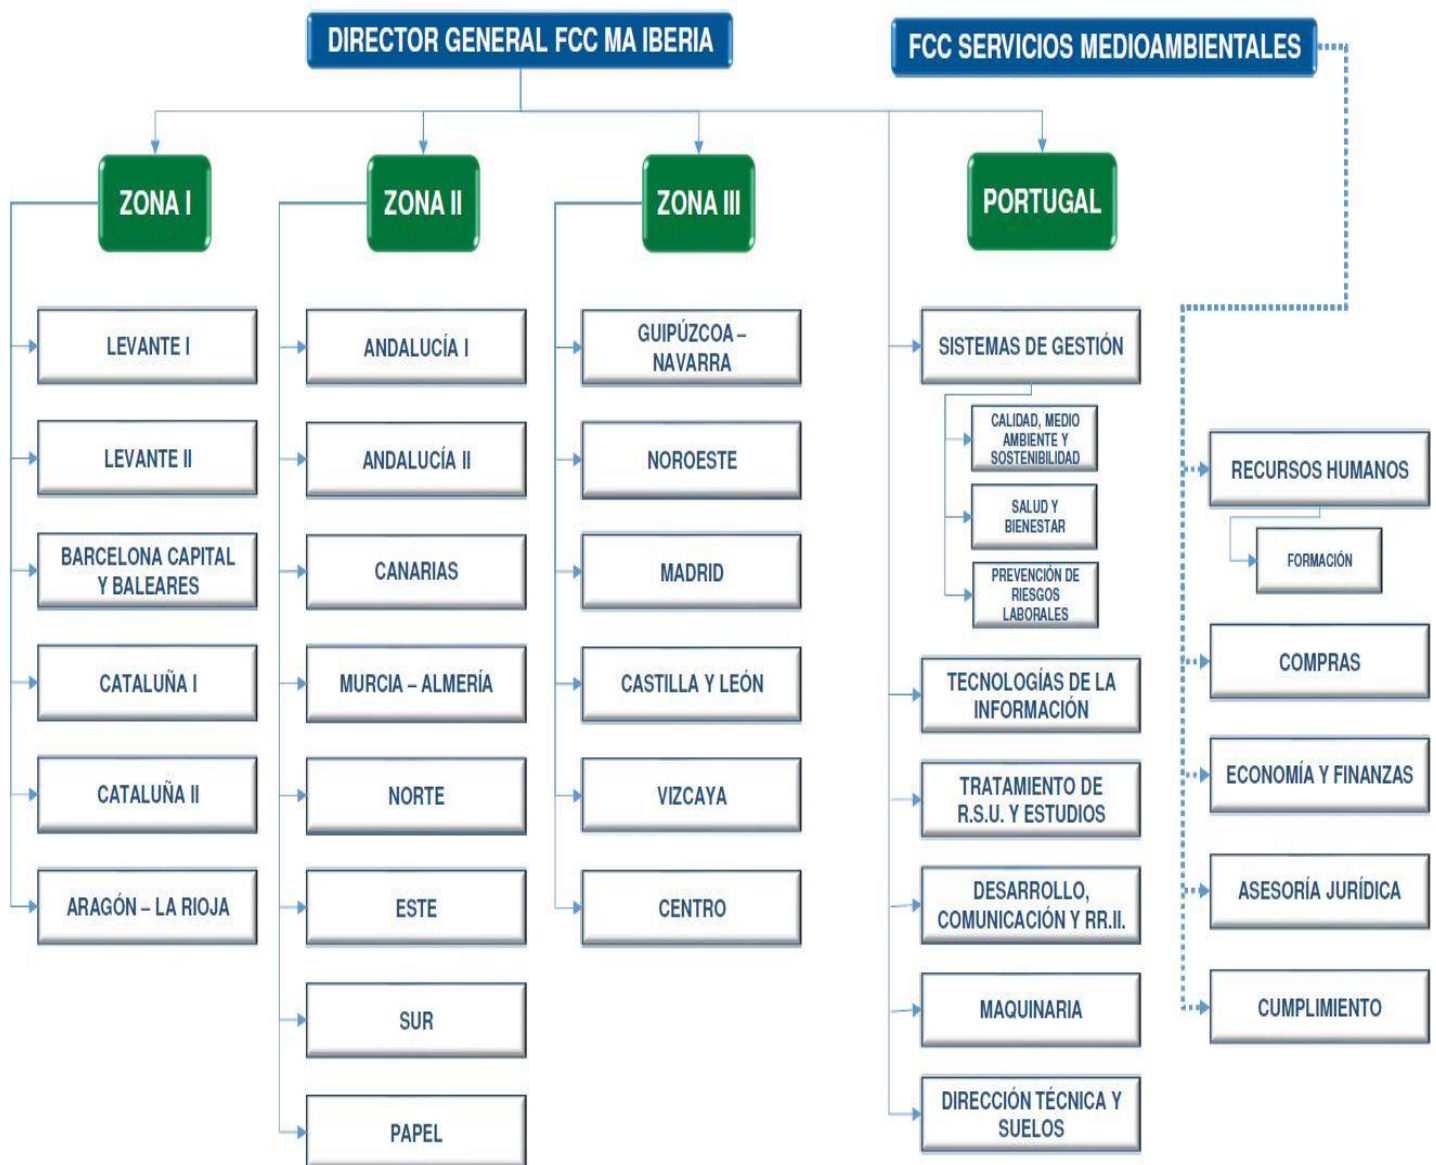 DIRECTOR GENERAL FCC MA IBERIA
FCC SERVICIOS MEDIOAMBIENTALES
ZONA I
LEVANTE I
LEVANTE II
BARCELONA CAPITAL
Y BALEARES
CATALUÑA I
CATALUÑA II
ARAGÓN – LA RIOJA
ZONA II
ANDALUCÍA I
ANDALUCÍA II
CANARIAS
MURCIA – ALMERÍA
NORTE
ESTE
SUR
PAPEL
ZONA III
GUIPÚZCOA –
NAVARRA
NOROESTE
MADRID
CASTILLA Y LEÓN
VIZCAYA
CENTRO
PORTUGAL
SISTEMAS DE GESTIÓN
CALIDAD, MEDIO
AMBIENTE Y
SOSTENIBILIDAD
SALUD Y
BIENESTAR
PREVENCIÓN DE
RIESGOS
LABORALES
TECNOLOGÍAS DE LA
INFORMACIÓN
TRATAMIENTO DE
R.S.U. Y ESTUDIOS
DESARROLLO,
COMUNICACIÓN Y RR.II.
MAQUINARIA
DIRECCIÓN TÉCNICA Y
SUELOS
RECURSOS HUMANOS
FORMACIÓN
COMPRAS
ECONOMÍA Y FINANZAS
ASESORÍA JURÍDICA
CUMPLIMIENTO